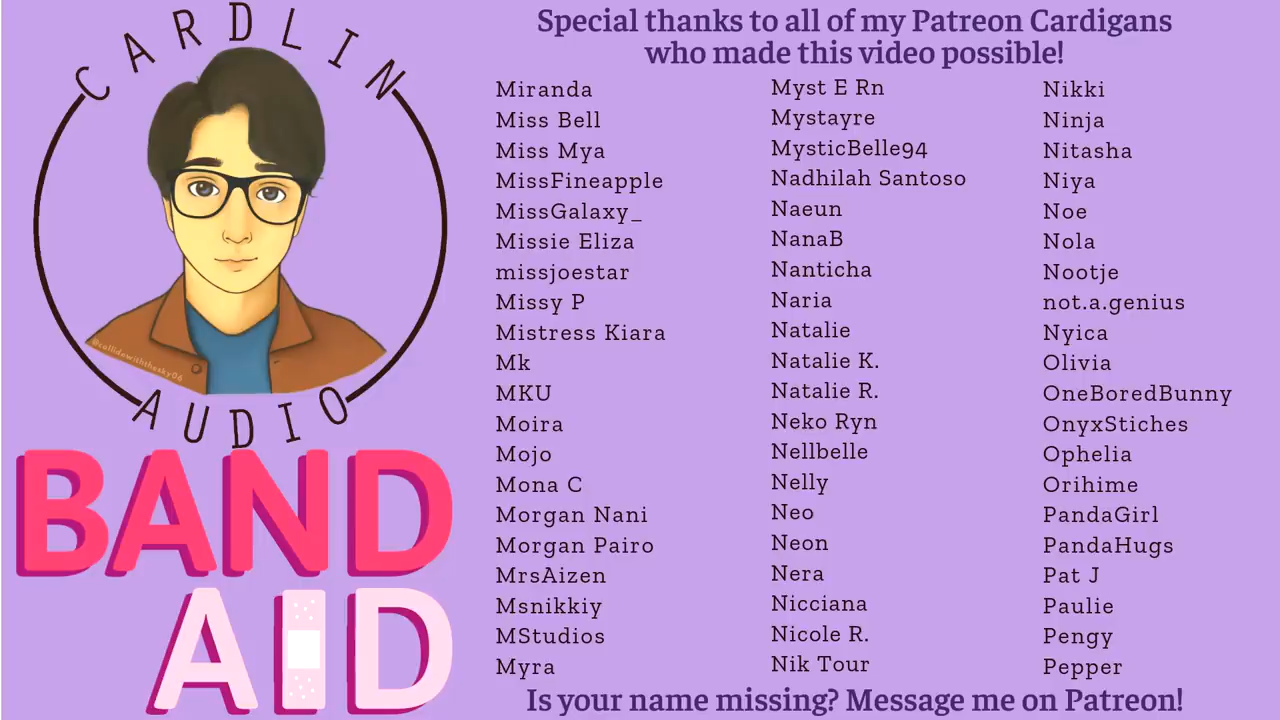 CARDLIN
AUDIO
@collidewiththesky06
BAND
AID
Special thanks to all of my Patreon Cardigans
who made this video possible!
Miranda
Miss Bell
Miss Mya
MissFineapple
MissGalaxy_
Missie Eliza
missjoestar
Missy P
Mistress Kiara
Mk
MKU
Moira
Mojo
Mona C
Morgan Nani
Morgan Pairo
MrsAizen
Msnikkiy
MStudios
Myra
Myst E Rn
Mystayre
MysticBelle94
Nadhilah Santoso
Naeun
NanaB
Nanticha
Naria
Natalie
Natalie K.
Natalie R.
Neko Ryn
Nellbelle
Nelly
Neo
Neon
Nera
Nicciana
Nicole R.
Nik Tour
Nikki
Ninja
Nitasha
Niya
Noe
Nola
Nootje
not.a.genius
Nyica
Olivia
OneBoredBunny
OnyxStiches
Ophelia
Orihime
PandaGirl
PandaHugs
Pat J
Paulie
Pengy
Pepper
Is your name missing? Message me on Patreon!